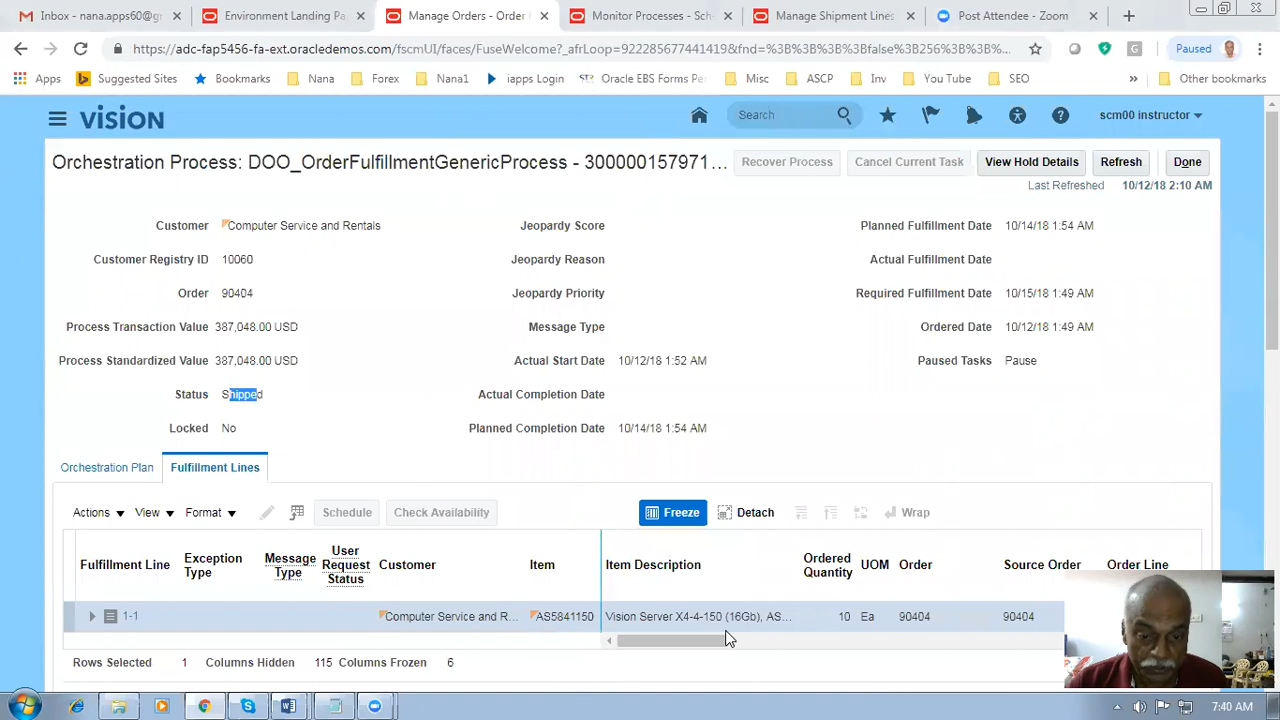 Inbox - nana.apps60@g
Environment Landing Pa
Manage Orders - Order
Monitor Processes - Sch
Manage Shipment Lines
Post Attendee - Zoom
https://adc-fap5456-fa-ext.oracledemos.com/fscmUI/faces/FuseWelcome?_afrLoop=922285677441419&fnd=%3B%3B%3B%3Bfalse%3B256%3B%3B%...
Paused
Apps
Suggested Sites
Bookmarks
Nana
Forex
Nana1
iapps Login
Oracle EBS Forms Per
Misc
ASCP
Inv
You Tube
SEO
»
Other bookmarks
vision
Search
scm00 instructor
Orchestration Process: DOO_OrderFulfillmentGenericProcess - 300000157971...
Recover Process
Cancel Current Task
View Hold Details
Refresh
Done
Last Refreshed 10/12/18 2:10 AM
Customer Computer Service and Rentals
Jeopardy Score
Planned Fulfillment Date 10/14/18 1:54 AM
Customer Registry ID 10060
Jeopardy Reason
Actual Fulfillment Date
Order 90404
Jeopardy Priority
Required Fulfillment Date 10/15/18 1:49 AM
Process Transaction Value 387,048.00 USD
Message Type
Ordered Date 10/12/18 1:49 AM
Process Standardized Value 387,048.00 USD
Actual Start Date 10/12/18 1:52 AM
Paused Tasks Pause
Status Shipped
Actual Completion Date
Locked No
Planned Completion Date 10/14/18 1:54 AM
Orchestration Plan
Fulfillment Lines
Actions
View
Format
Schedule
Check Availability
Freeze
Detach
Wrap
Fulfillment Line
Exception Type
Message Type
User Request Status
Customer
Item
Item Description
Ordered Quantity
UOM
Order
Source Order
Order Line
1-1
Computer Service and R...
AS5841150
Vision Server X4-4-150 (16Gb), AS...
10
Ea
90404
90404
Rows Selected 1 Columns Hidden 115 Columns Frozen 6
7:40 AM